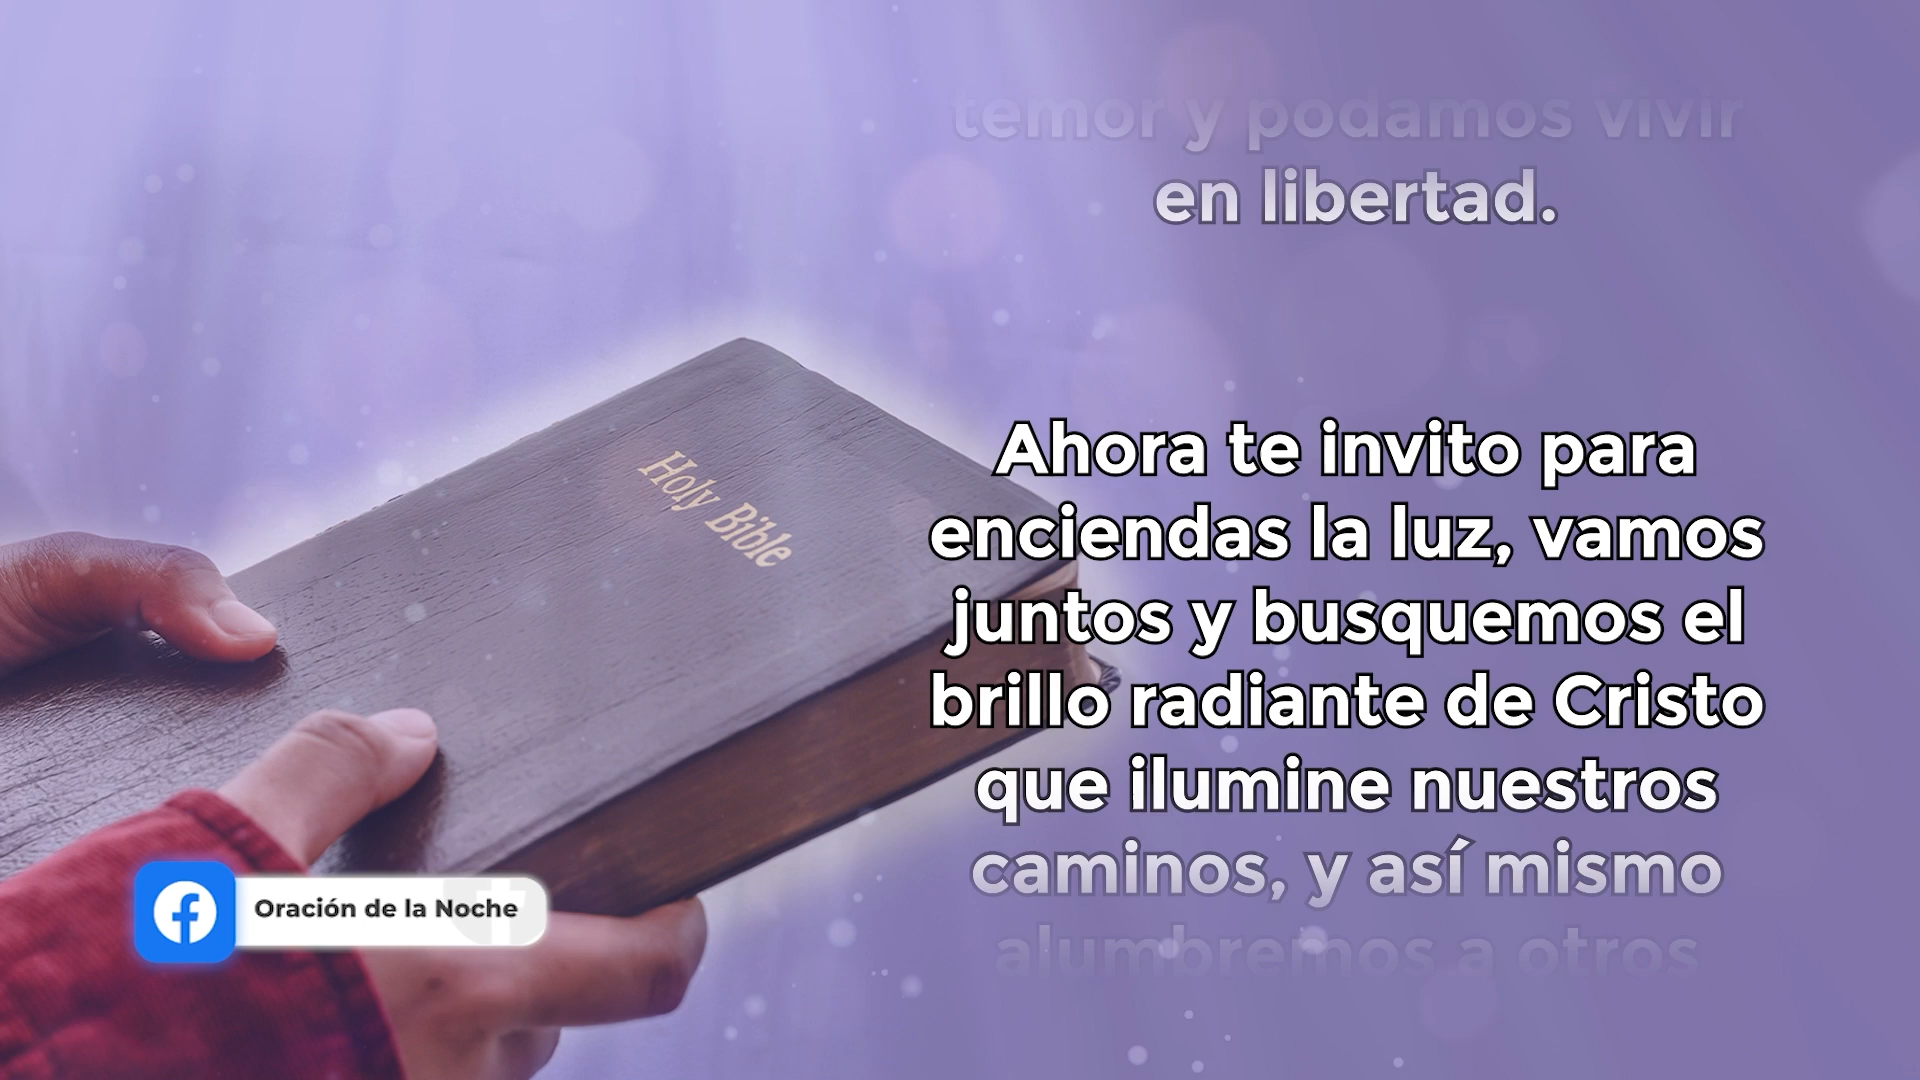 temor y podamos vivir
en libertad.
Ahora te invito para
enciendas la luz, vamos
juntos y busquemos el
brillo radiante de Cristo
que ilumine nuestros
caminos, y así mismo
alumbremos a otros
Holy Bible
Oración de la Noche